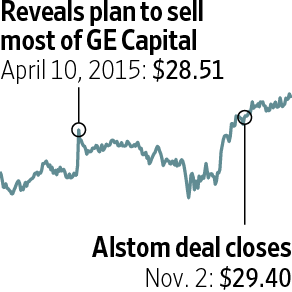 Reveals plan to sell
most of GE Capital
April 10, 2015: $28.51
Alstom deal closes
Nov. 2: $29.40